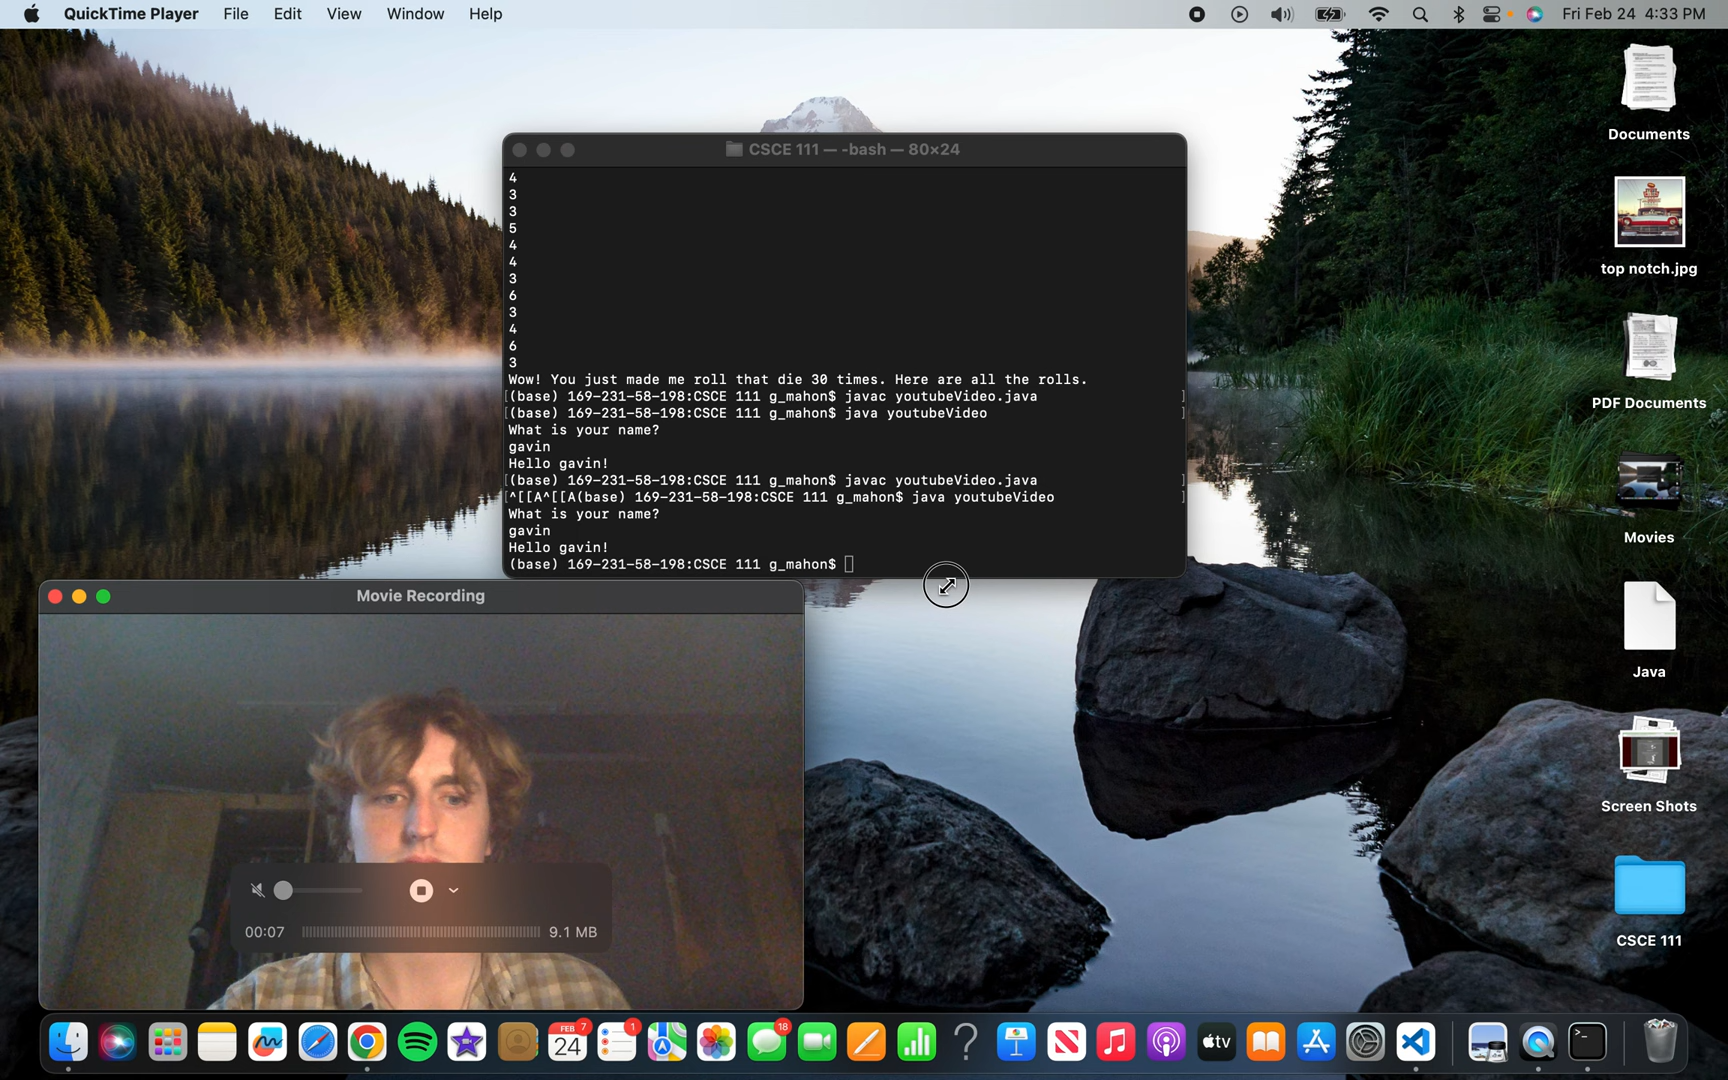 QuickTime Player File Edit View Window Help Fri Feb 24 4:33 PM
Documents
top notch.jpg
PDF Documents
Movies
Java
Screen Shots
CSCE 111
CSCE 111 — -bash — 80×24
4
3
3
5
4
4
3
6
3
4
6
3
Wow! You just made me roll that die 30 times. Here are all the rolls.
[(base) 169-231-58-198:CSCE 111 g_mahon$ javac youtubeVideo.java ]
[(base) 169-231-58-198:CSCE 111 g_mahon$ java youtubeVideo ]
What is your name?
gavin
Hello gavin!
[(base) 169-231-58-198:CSCE 111 g_mahon$ javac youtubeVideo.java ]
[^[[A^[[A(base) 169-231-58-198:CSCE 111 g_mahon$ java youtubeVideo ]
What is your name?
gavin
Hello gavin!
(base) 169-231-58-198:CSCE 111 g_mahon$
Movie Recording
00:07 9.1 MB
FEB 7 1 18
24 ? tv >_